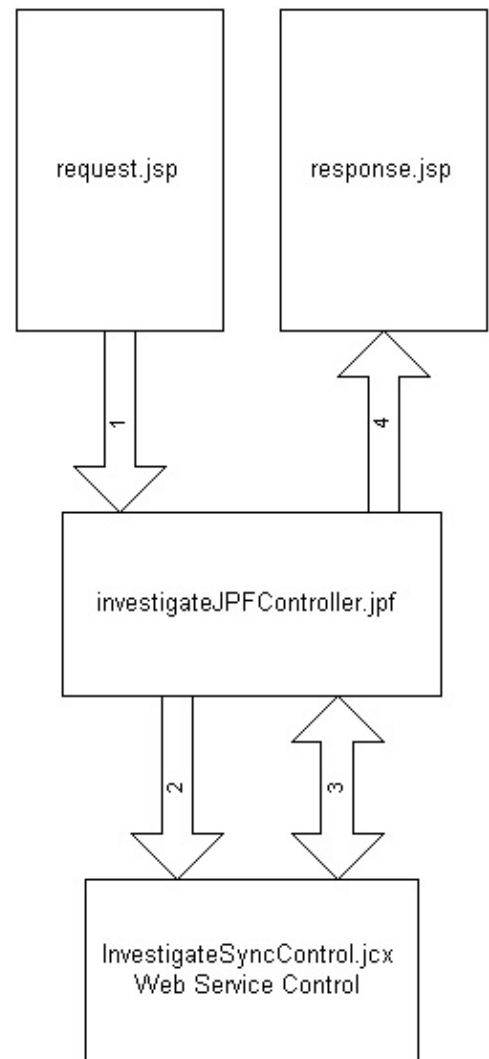 request.jsp
response.jsp
1
4
investigateJPFController.jpf
2
3
InvestigateSyncControl.jcx
Web Service Control